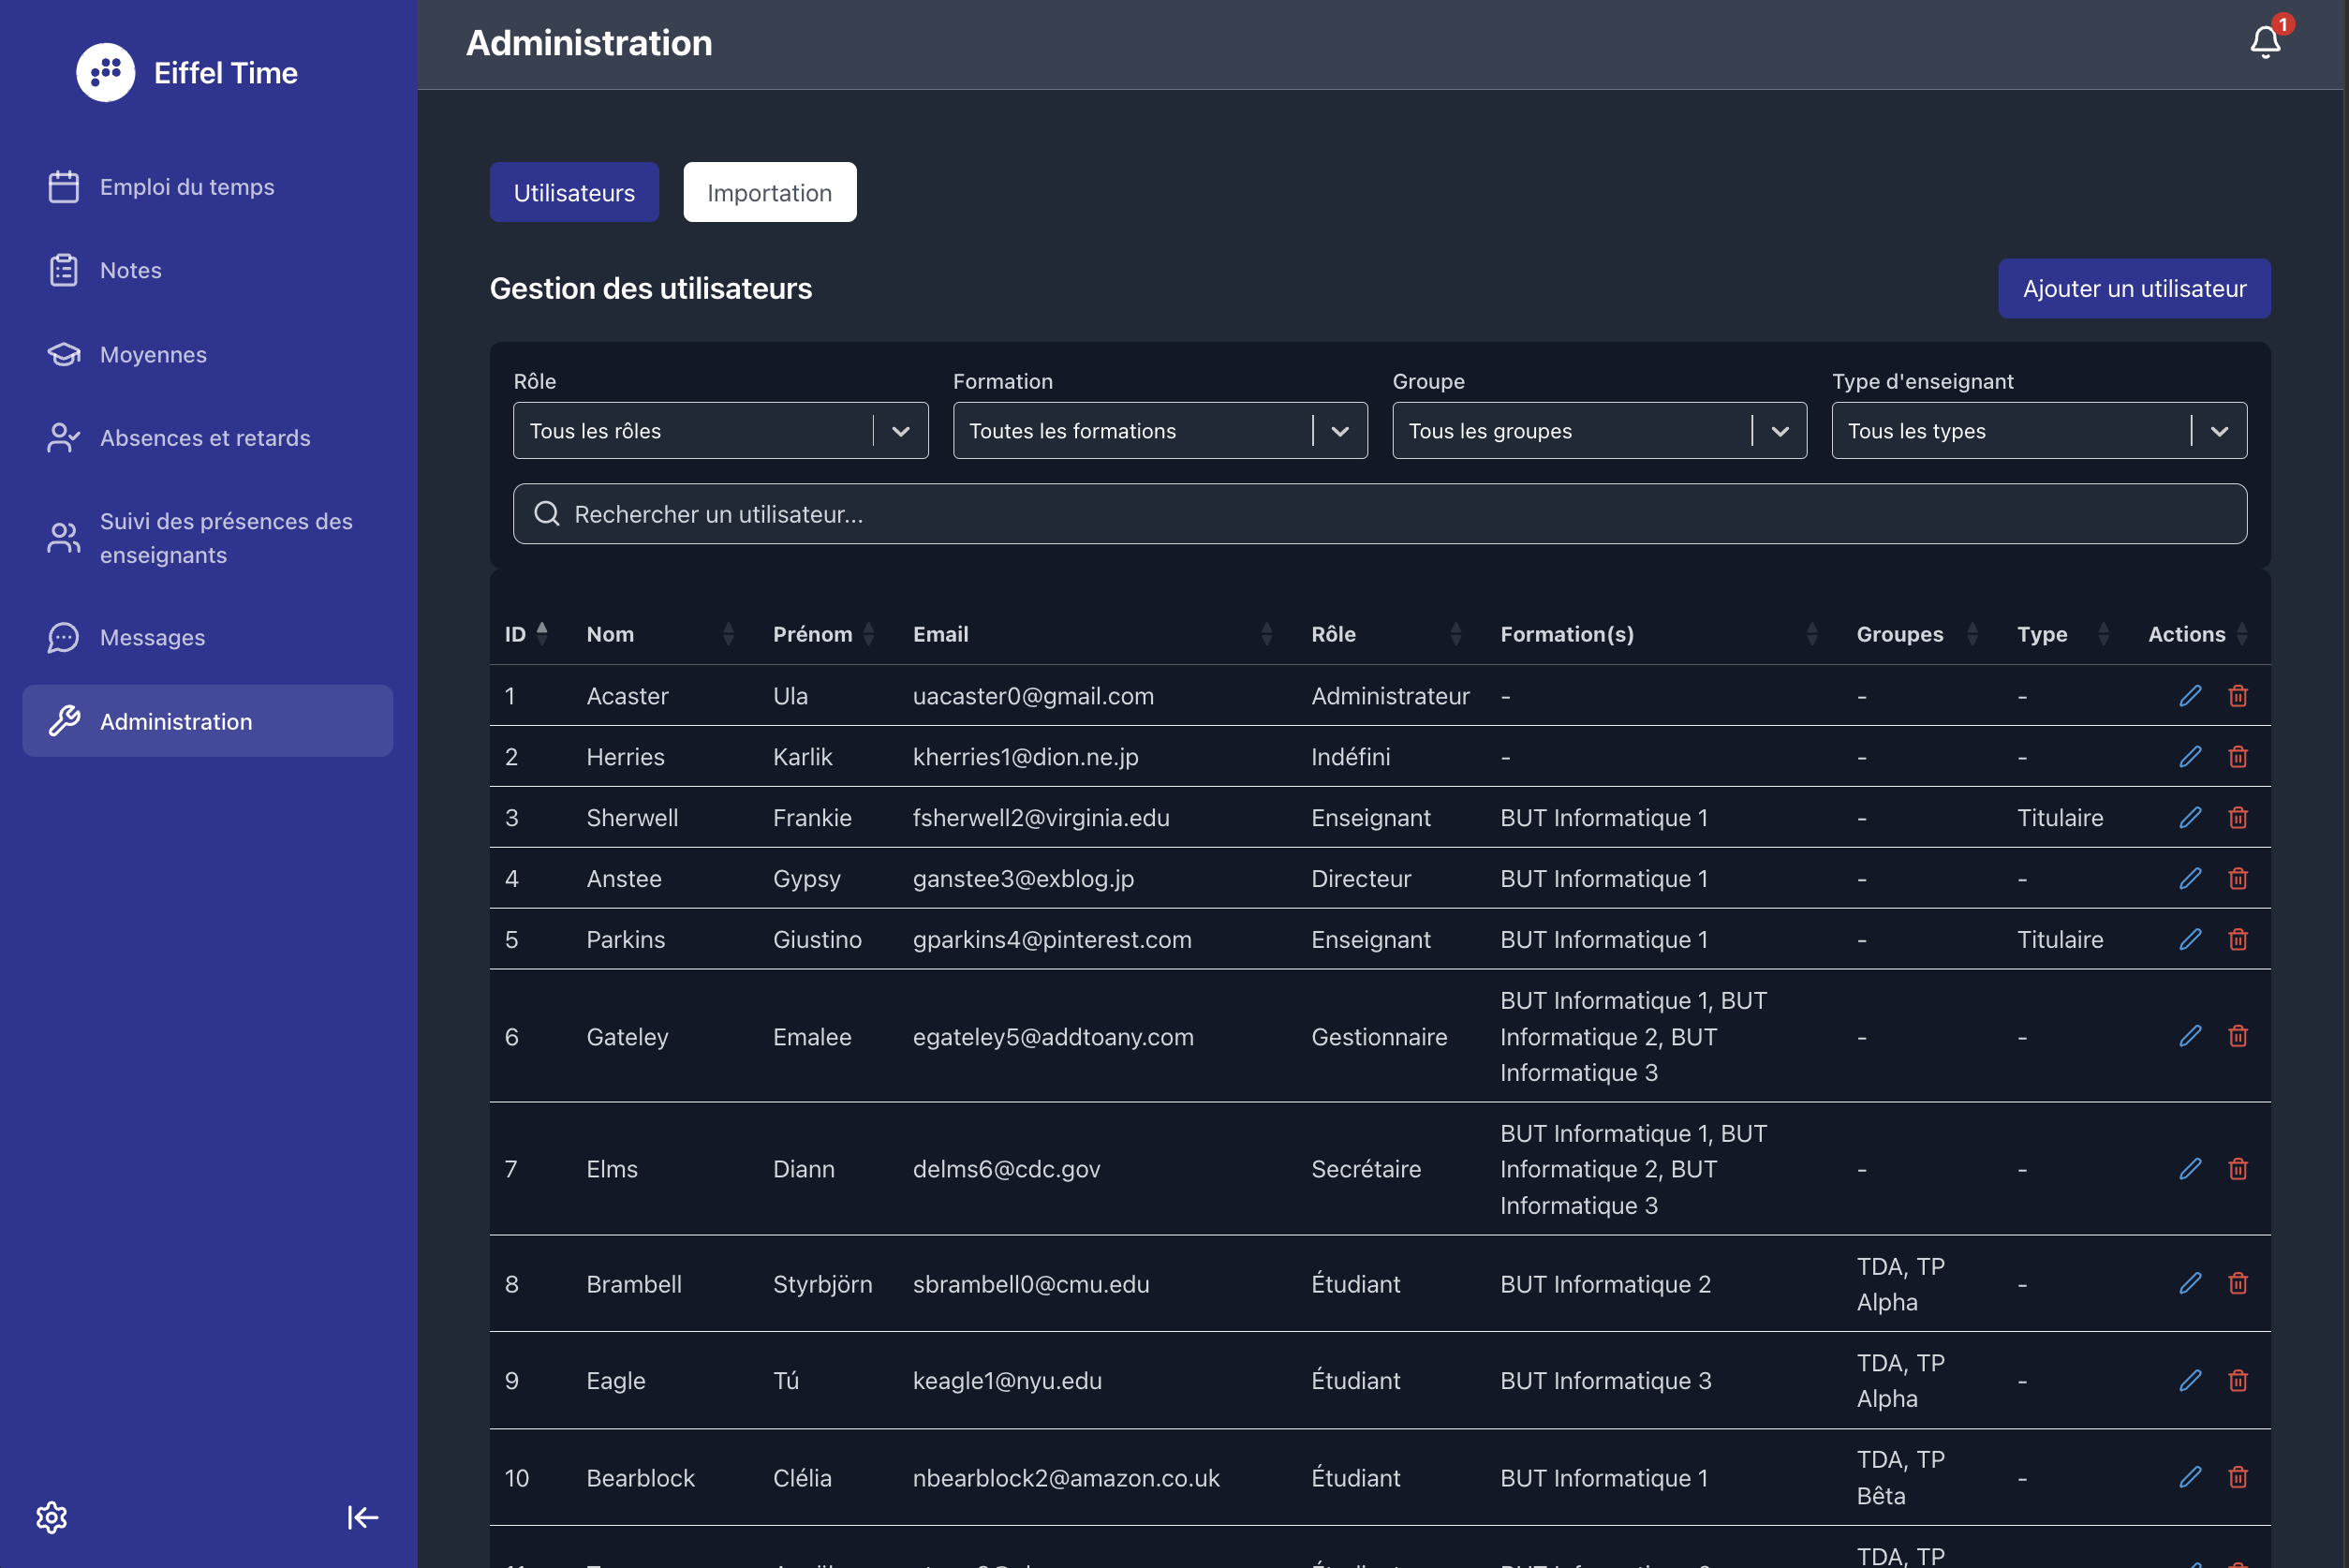 Eiffel Time
Emploi du temps
Notes
Moyennes
Absences et retards
Suivi des présences des
enseignants
Messages
Administration
Administration
1
Utilisateurs Importation
Gestion des utilisateurs
Ajouter un utilisateur
Rôle Formation Groupe Type d'enseignant
Tous les rôles Toutes les formations Tous les groupes Tous les types
Rechercher un utilisateur...
ID Nom Prénom Email Rôle Formation(s) Groupes Type Actions
1 Acaster Ula uacaster0@gmail.com Administrateur - - -
2 Herries Karlik kherries1@dion.ne.jp Indéfini - - -
3 Sherwell Frankie fsherwell2@virginia.edu Enseignant BUT Informatique 1 - Titulaire
4 Anstee Gypsy ganstee3@exblog.jp Directeur BUT Informatique 1 - -
5 Parkins Giustino gparkins4@pinterest.com Enseignant BUT Informatique 1 - Titulaire
BUT Informatique 1, BUT
6 Gateley Emalee egateley5@addtoany.com Gestionnaire Informatique 2, BUT - -
Informatique 3
BUT Informatique 1, BUT
7 Elms Diann delms6@cdc.gov Secrétaire Informatique 2, BUT - -
Informatique 3
TDA, TP
8 Brambell Styrbjörn sbrambell0@cmu.edu Étudiant BUT Informatique 2 -
Alpha
TDA, TP
9 Eagle Tú keagle1@nyu.edu Étudiant BUT Informatique 3 -
Alpha
TDA, TP
10 Bearblock Clélia nbearblock2@amazon.co.uk Étudiant BUT Informatique 1 -
Bêta
TDA, TP